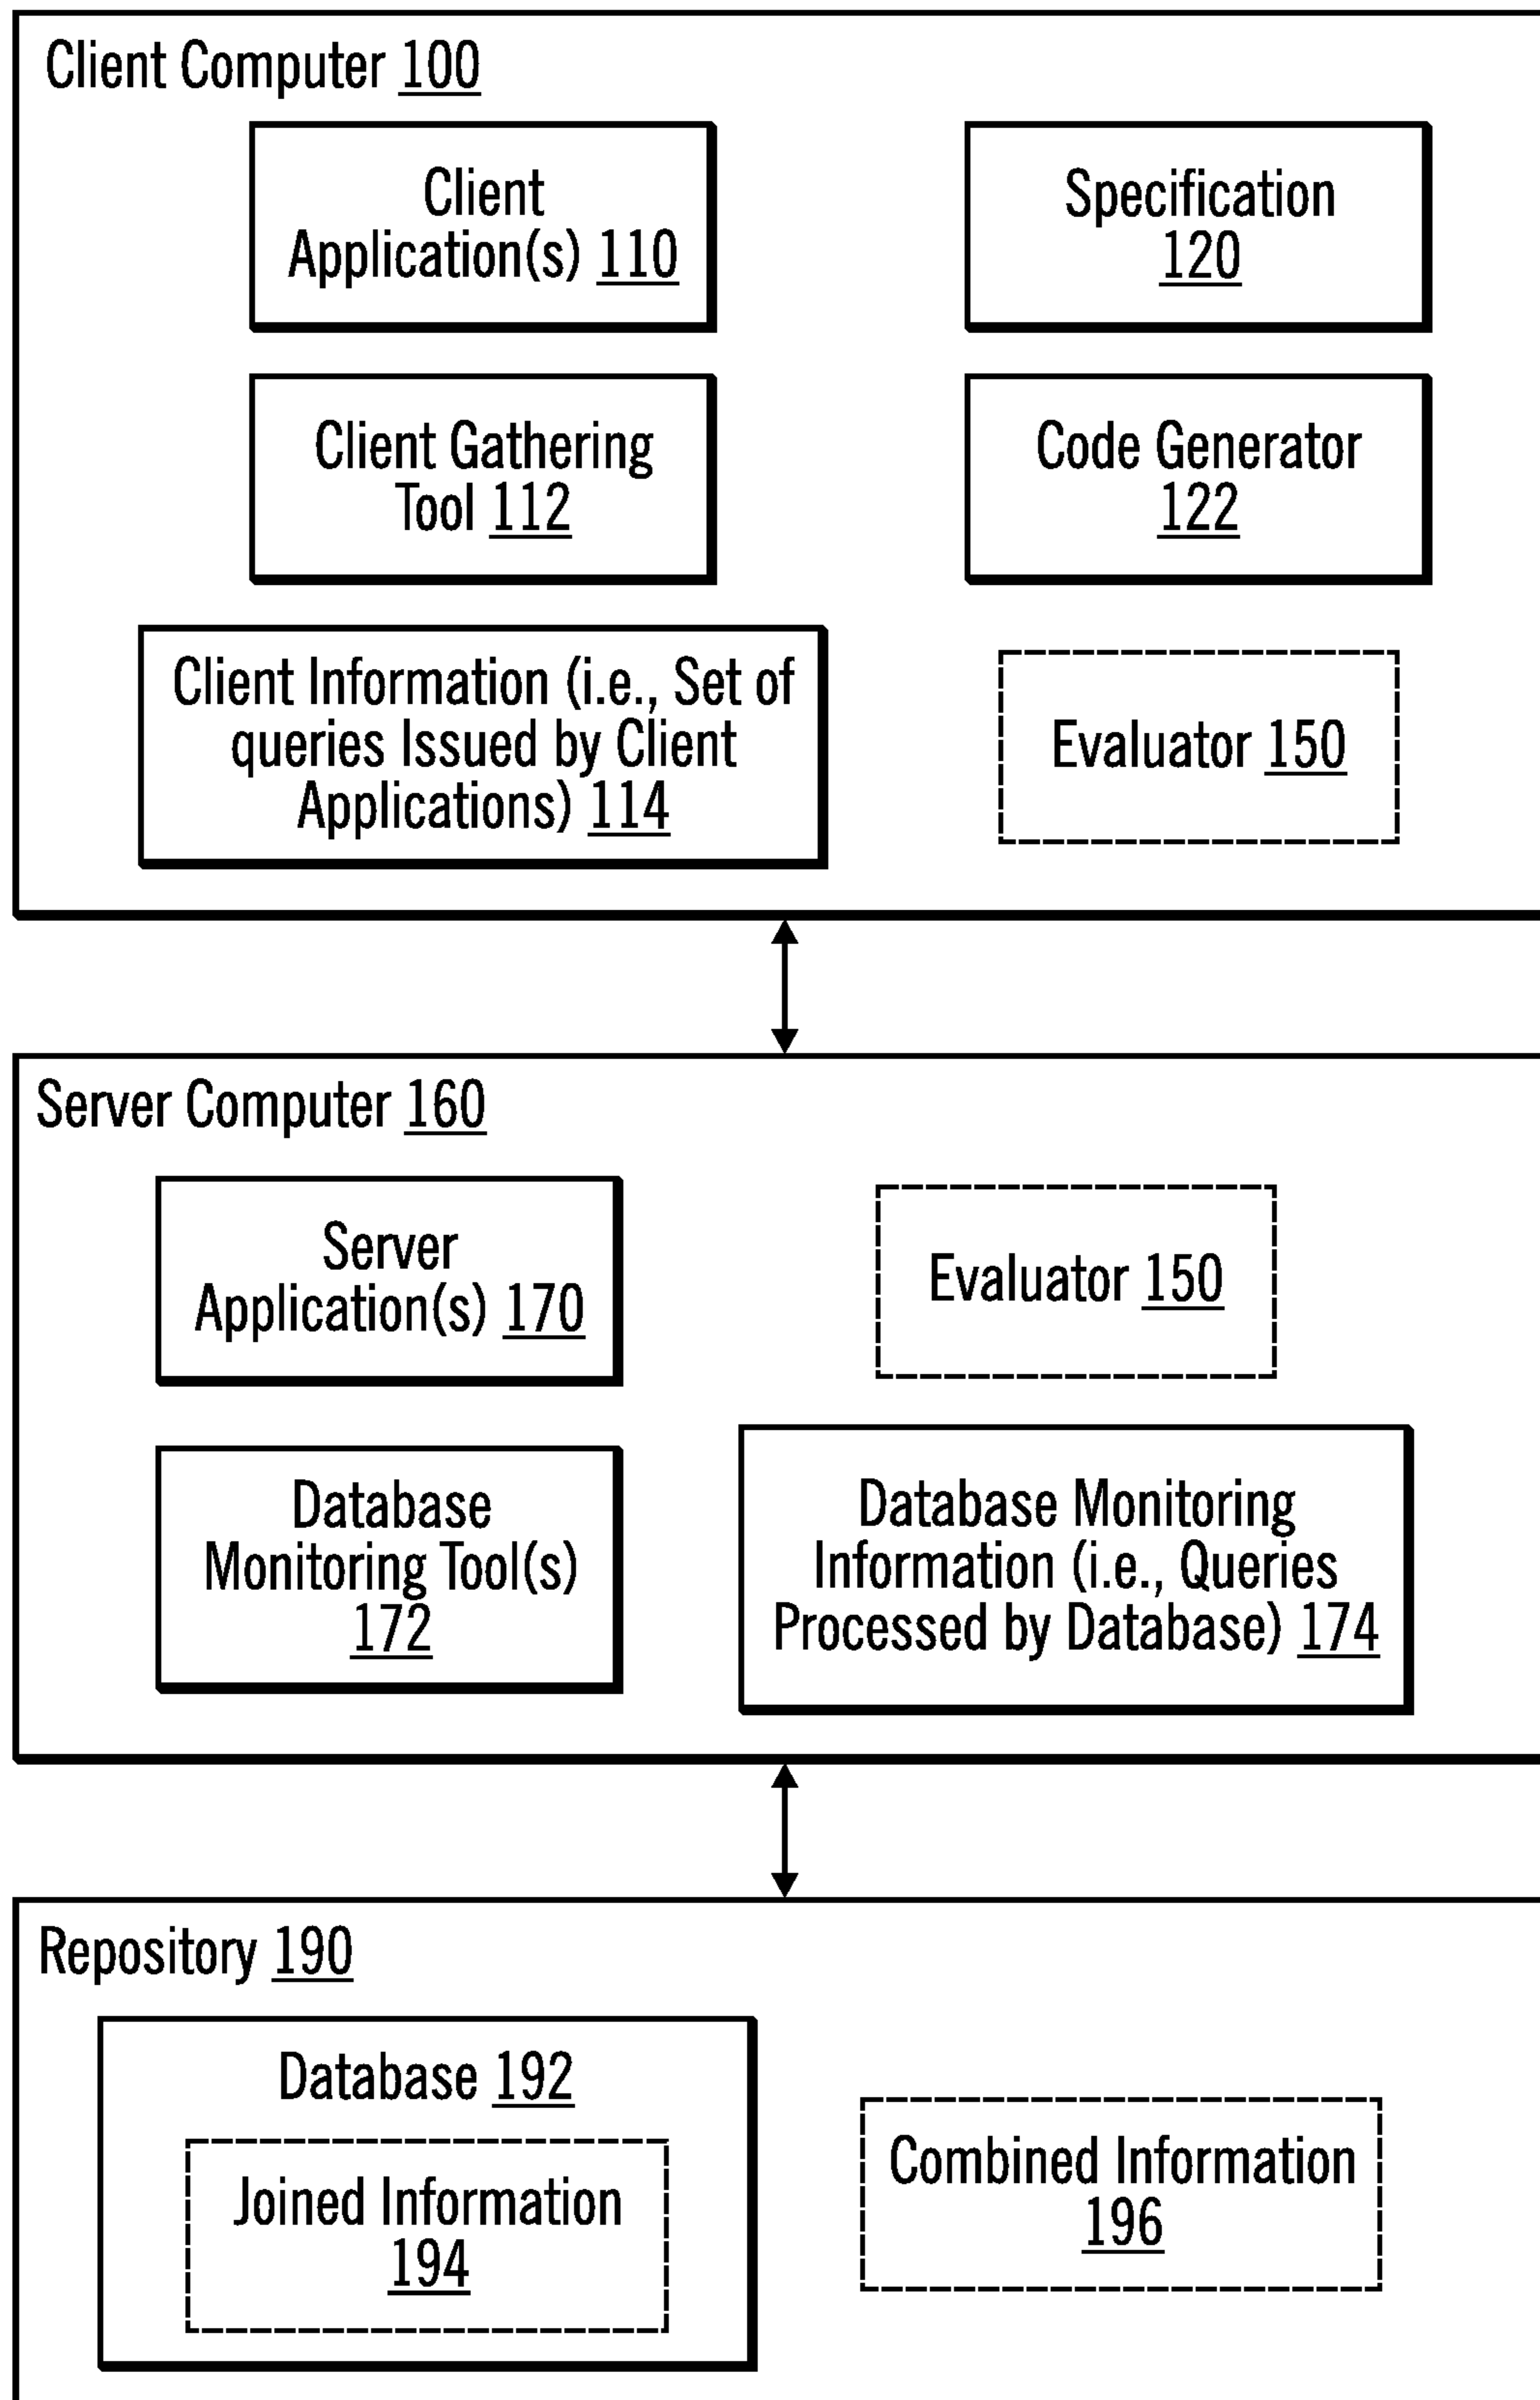 Client Computer 100
Client
Application(s) 110
Specification
120
Client Gathering
Tool 112
Code Generator
122
Client Information (i.e., Set of
queries Issued by Client
Applications) 114
Evaluator 150
Server Computer 160
Server
Application(s) 170
Evaluator 150
Database
Monitoring Tool(s)
172
Database Monitoring
Information (i.e., Queries
Processed by Database) 174
Repository 190
Database 192
Joined Information
194
Combined Information
196